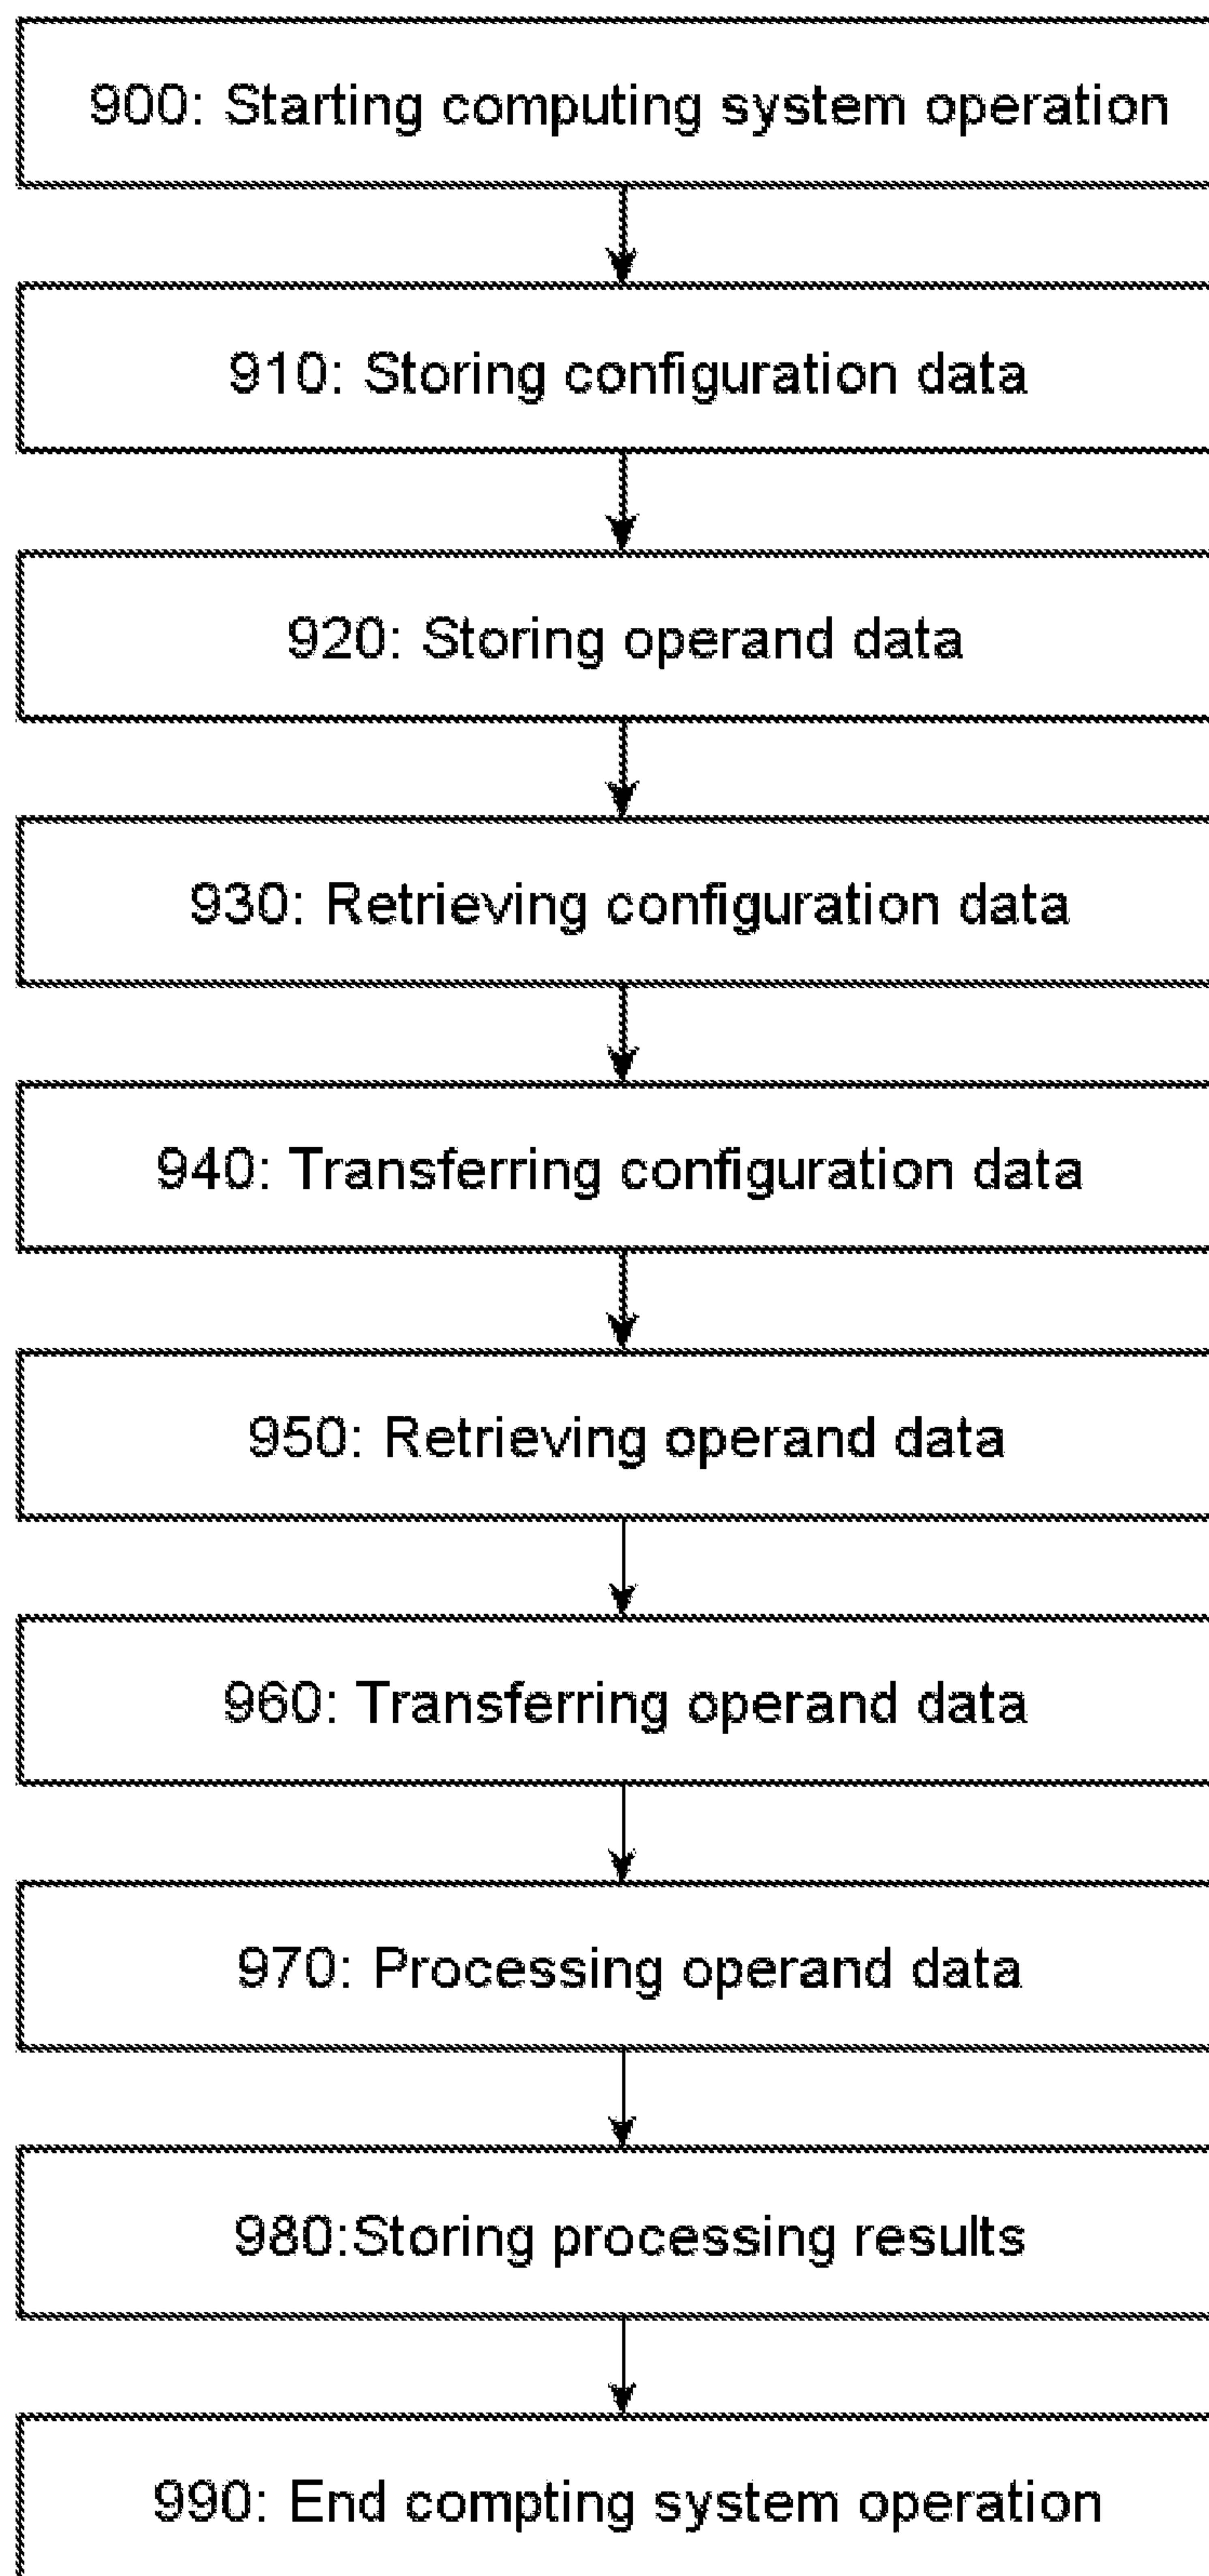 900: Starting computing system operation
910: Storing configuration data
920: Storing operand data
930: Retrieving configuration data
940: Transferring configuration data
950: Retrieving operand data
960: Transferring operand data
970: Processing operand data
980:Storing processing results
990: End compting system operation